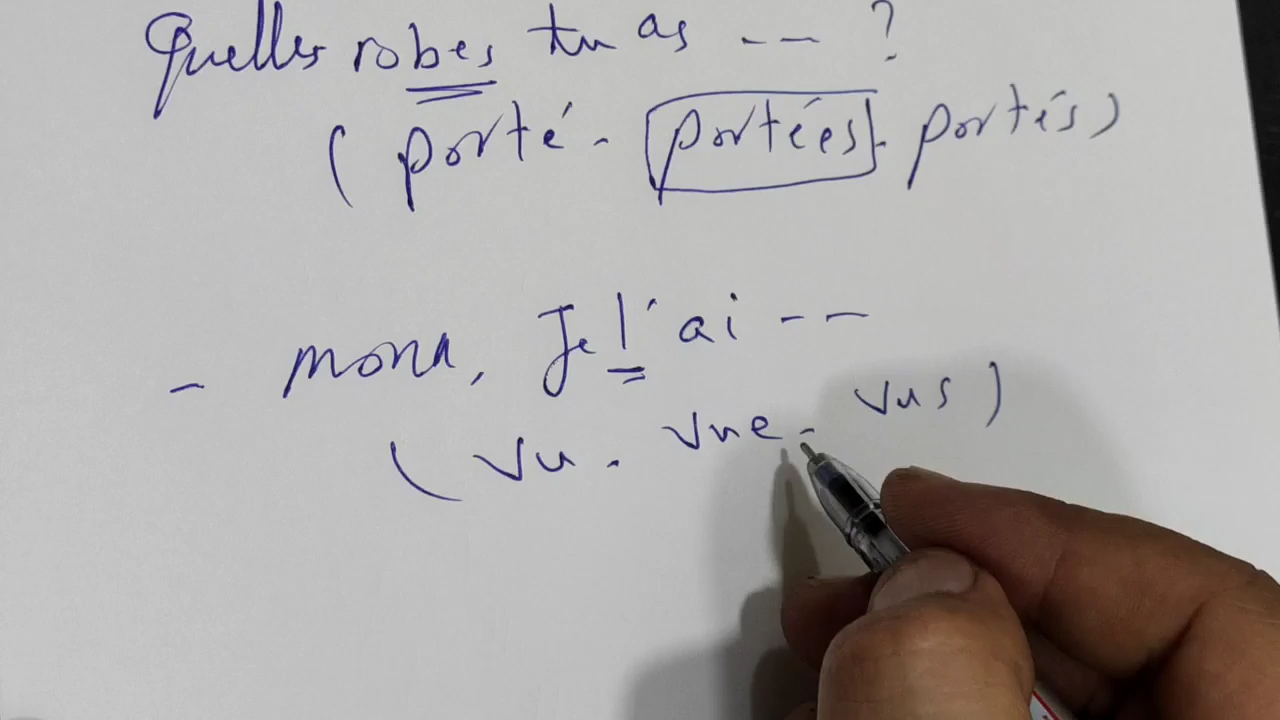 Quelles robes tu as --- ?
( porté - portées - portés )
- mona, Je l'ai ---
( vu - vue - vus )